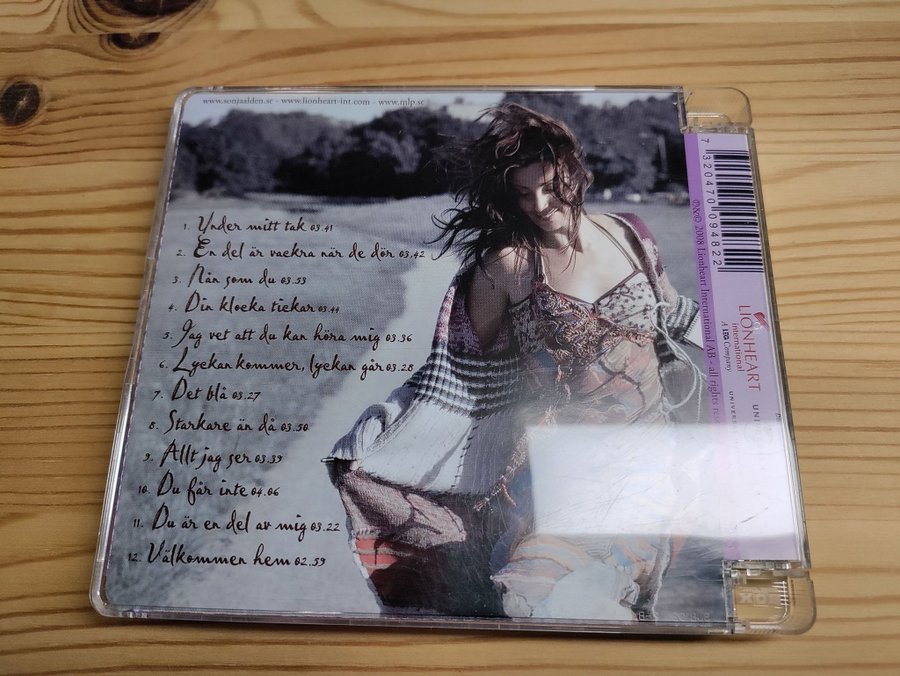 www.sonjaalden.se - www.lionheart-int.com - www.mlp.se
1. Under mitt tak 03.41
2. En del är vackra när de dör 03.42
3. Nån som du 03.53
4. Din klocka tickar 03.44
5. Jag vet att du kan höra mig 03.36
6. Lyckan kommer, lyckan går 03.28
7. Det blå 03.27
8. Starkare än då 03.50
9. Allt jag ser 03.39
10. Du får inte 04.06
11. Du är en del av mig 03.22
12. Välkommen hem 02.59
7 320470 094822
℗&© 2008 Lionheart International AB - all rights
LIONHEART
international
A LEG Company